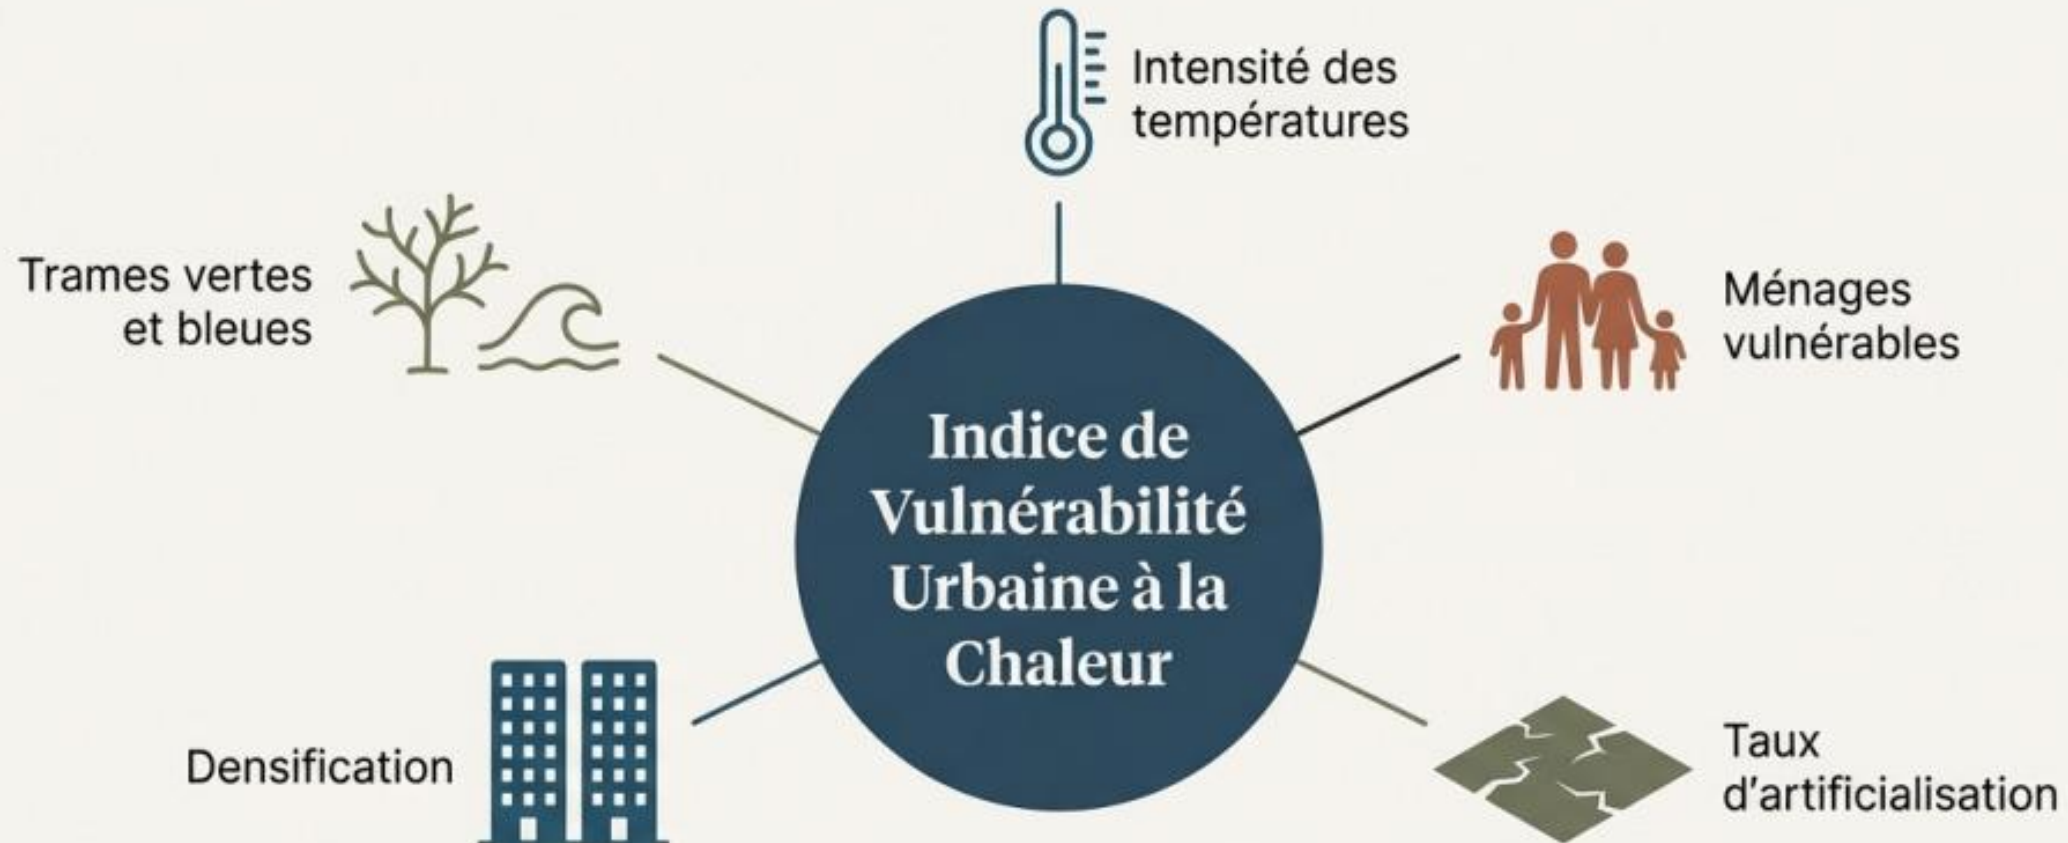 Intensité des
températures
Trames vertes
et bleues
Ménages
vulnérables
Indice de
Vulnérabilité
Urbaine à la
Chaleur
Densification
Taux
d'artificialisation